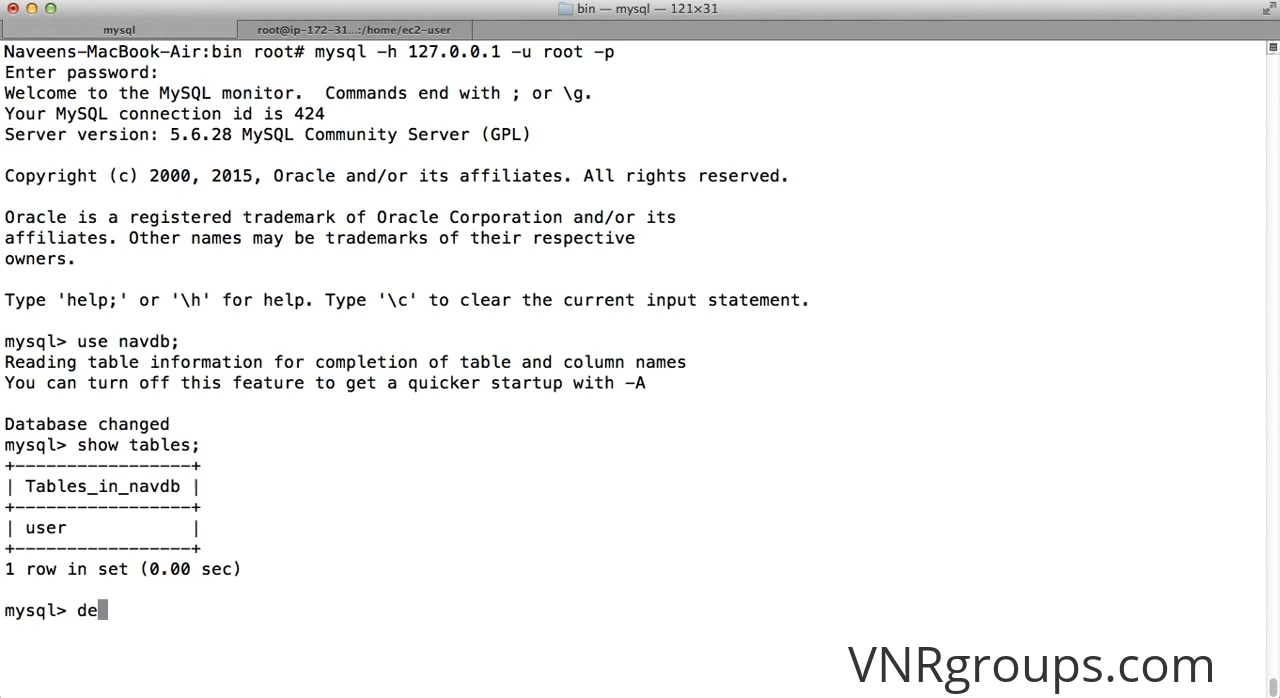 bin — mysql — 121×31
mysql
root@ip-172-31...:/home/ec2-user
Naveens-MacBook-Air:bin root# mysql -h 127.0.0.1 -u root -p
Enter password:
Welcome to the MySQL monitor.  Commands end with ; or \g.
Your MySQL connection id is 424
Server version: 5.6.28 MySQL Community Server (GPL)
Copyright (c) 2000, 2015, Oracle and/or its affiliates. All rights reserved.
Oracle is a registered trademark of Oracle Corporation and/or its
affiliates. Other names may be trademarks of their respective
owners.
Type 'help;' or '\h' for help. Type '\c' to clear the current input statement.
mysql> use navdb;
Reading table information for completion of table and column names
You can turn off this feature to get a quicker startup with -A
Database changed
mysql> show tables;
+-----------------+
| Tables_in_navdb |
+-----------------+
| user            |
+-----------------+
1 row in set (0.00 sec)
mysql> de
VNRgroups.com